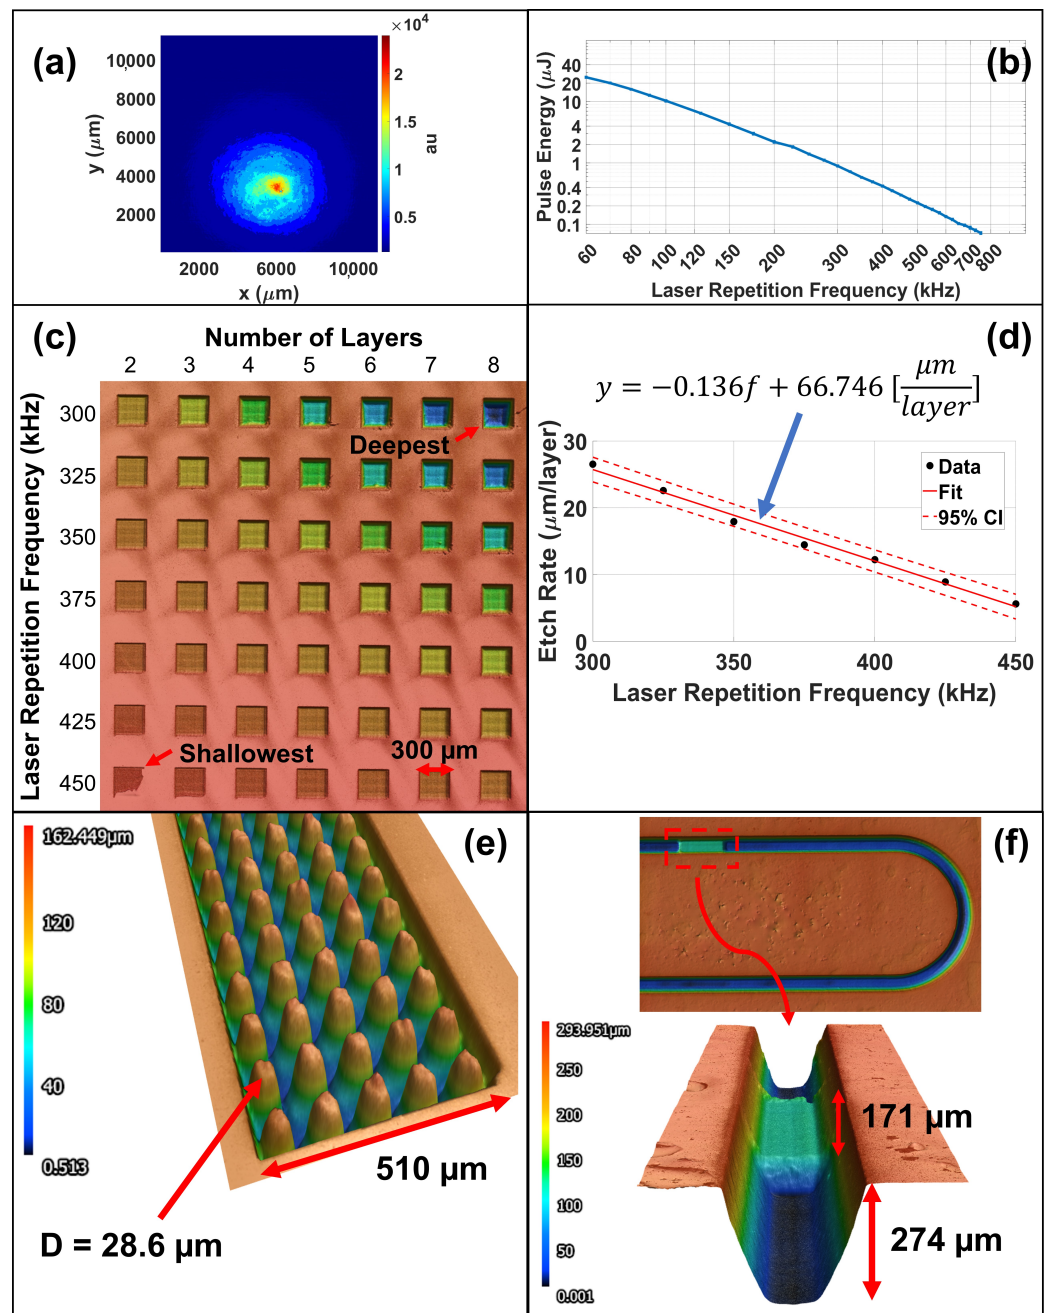 (a)
×10⁴
10,000
8000
6000
4000
2000
y (μm)
2
1.5
1
0.5
au
2000
6000
10,000
x (μm)
(b)
Pulse Energy (μJ)
40
20
10
4
2
1
0.4
0.2
0.1
60
80
100
120
150
200
300
400
500
600
700
800
Laser Repetition Frequency (kHz)
(c)
Number of Layers
2 3 4 5 6 7 8
Laser Repetition Frequency (kHz)
300
325
350
375
400
425
450
Deepest
Shallowest
300 μm
(d)
y = −0.136f + 66.746 [μm/layer]
Etch Rate (μm/layer)
30
20
10
0
Data
Fit
95% CI
300 350 400 450
Laser Repetition Frequency (kHz)
(e)
162.449μm
120
80
40
0.513
510 μm
D = 28.6 μm
(f)
293.951μm
250
200
150
100
50
0.001
171 μm
274 μm